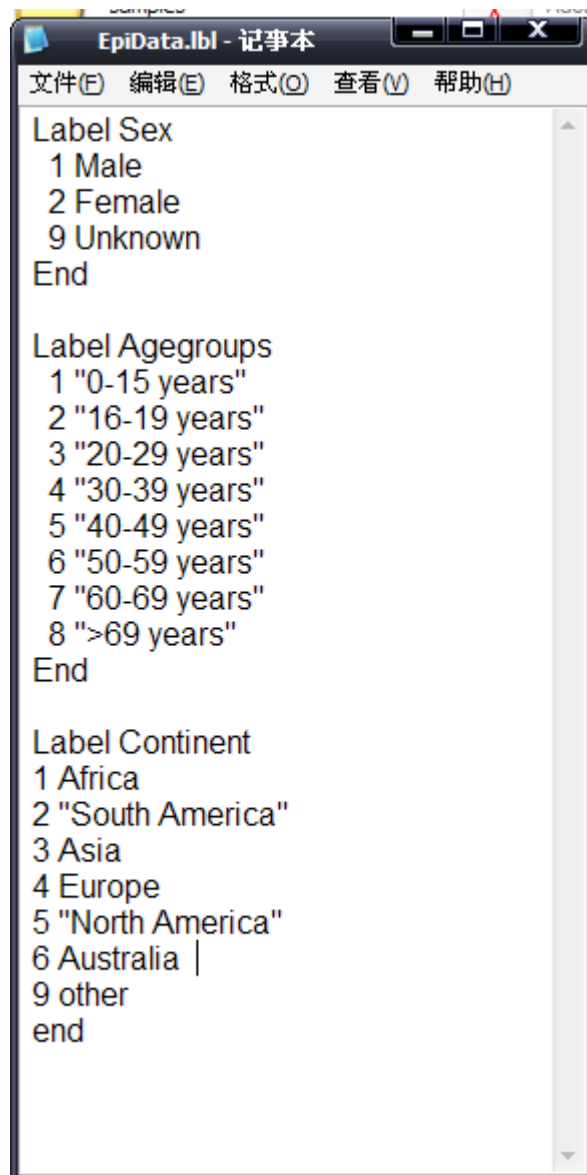 samples
EpiData.lbl - 记事本
文件(F) 编辑(E) 格式(O) 查看(V) 帮助(H)
Label Sex
  1 Male
  2 Female
  9 Unknown
End

Label Agegroups
  1 "0-15 years"
  2 "16-19 years"
  3 "20-29 years"
  4 "30-39 years"
  5 "40-49 years"
  6 "50-59 years"
  7 "60-69 years"
  8 ">69 years"
End

Label Continent
1 Africa
2 "South America"
3 Asia
4 Europe
5 "North America"
6 Australia
9 other
end